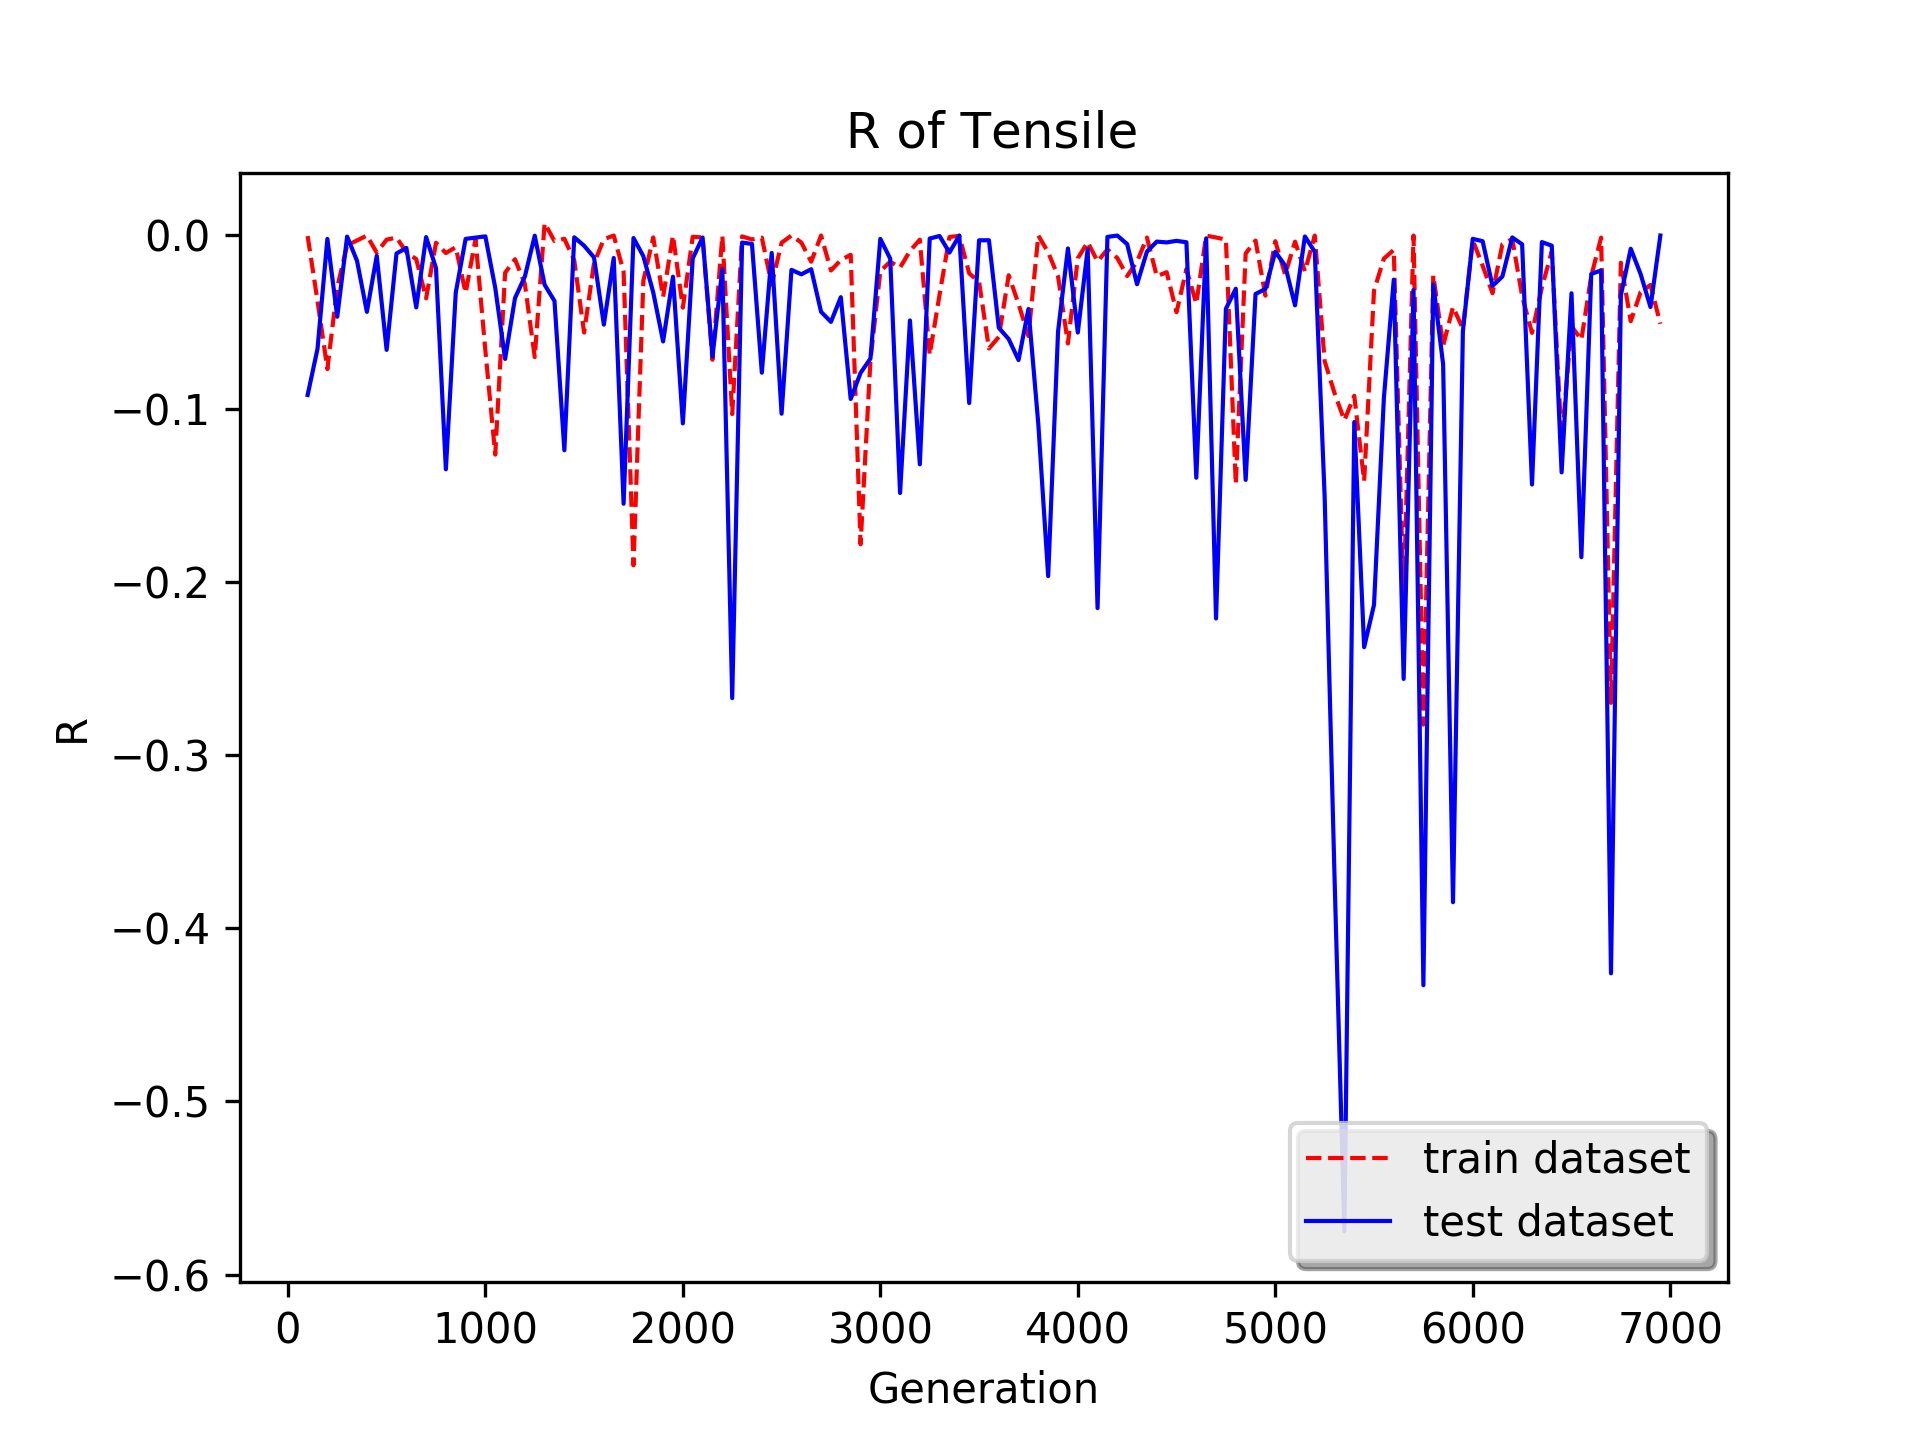 R of Tensile
0.0
−0.1
−0.2
−0.3
−0.4
−0.5
−0.6
R
train dataset
test dataset
0 1000 2000 3000 4000 5000 6000 7000
Generation